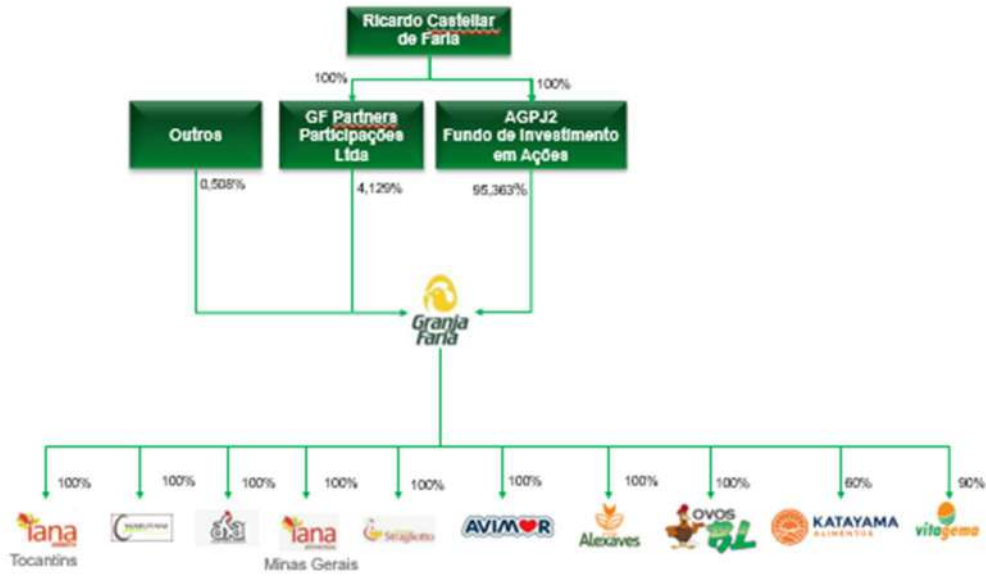 Ricardo Castellar
de Faria
100%
100%
Outros
GF Partners
Participações
Ltda
AGPJ2
Fundo de Investimento
em Ações
0,508%
4,129%
95,363%
Granja
Faria
100%
100%
100%
100%
100%
100%
100%
100%
60%
90%
iana
iana
Stragliotto
AVIMOR
Alexaves
OVOS
BL
KATAYAMA
ALIMENTOS
vitagema
Tocantins
Minas Gerais